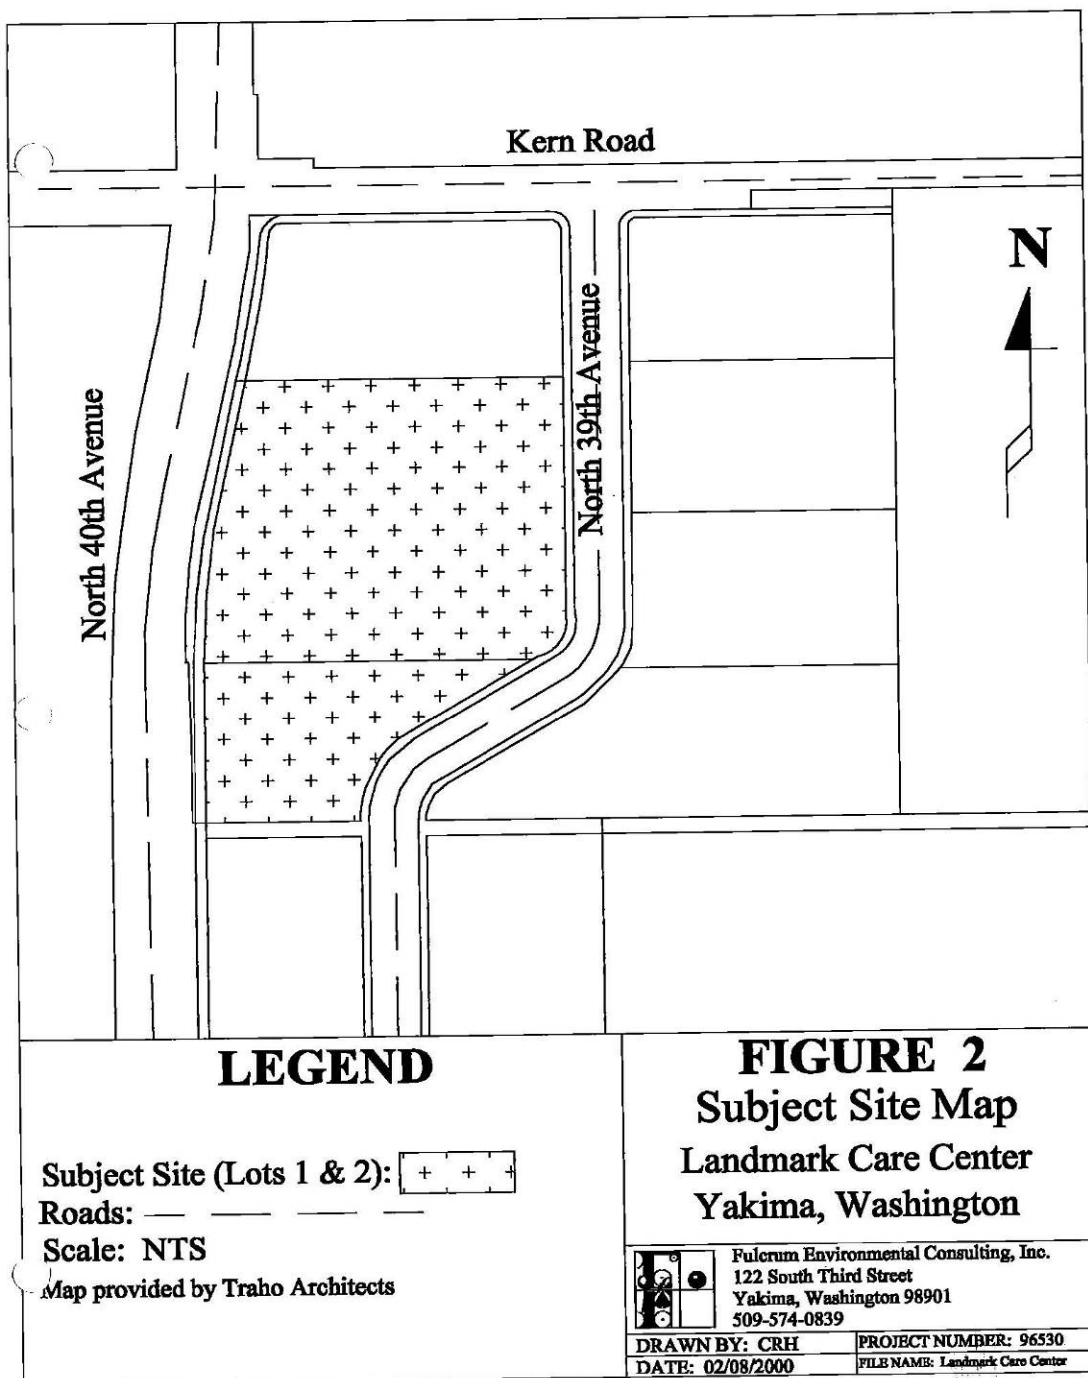 Kern Road
N
North 40th Avenue
North 39th Avenue
LEGEND
Subject Site (Lots 1 & 2):
Roads:
Scale: NTS
Map provided by Traho Architects
FIGURE 2
Subject Site Map
Landmark Care Center
Yakima, Washington
Fulcrum Environmental Consulting, Inc.
122 South Third Street
Yakima, Washington 98901
509-574-0839
DRAWN BY: CRH
PROJECT NUMBER: 96530
DATE: 02/08/2000
FILE NAME: Landmark Care Center